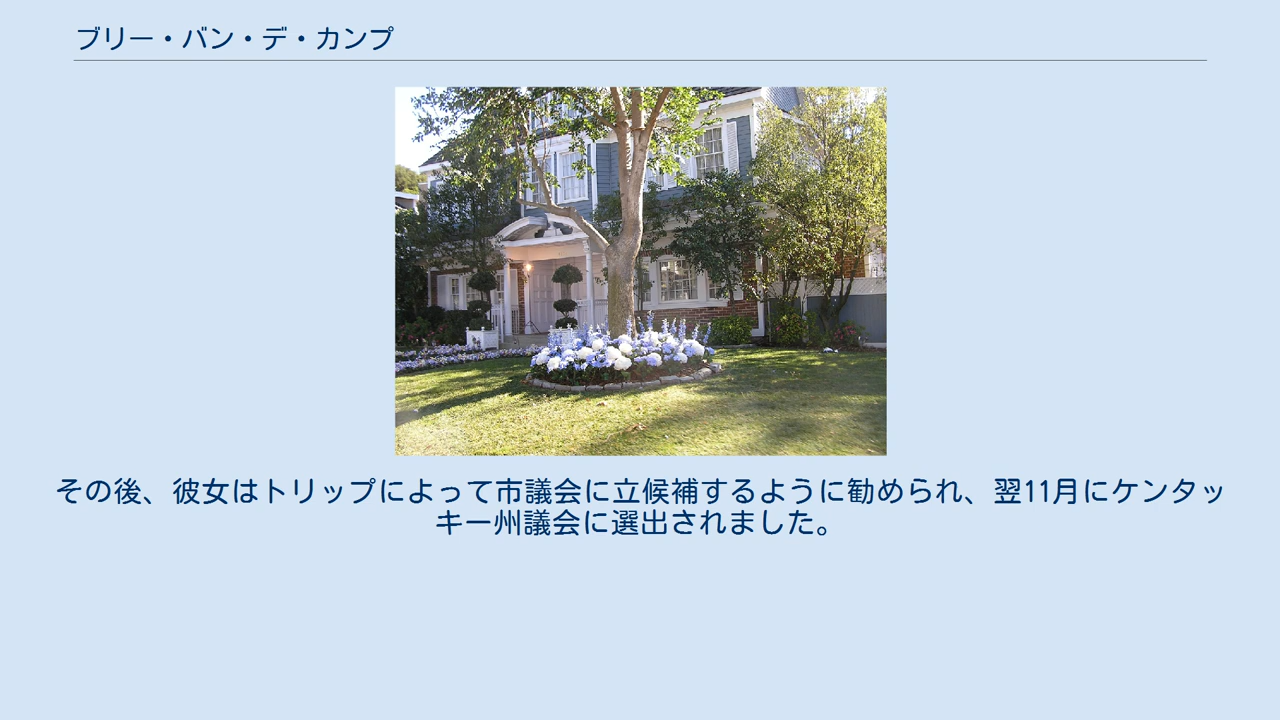 ブリー・バン・デ・カンプ
その後、彼女はトリップによって市議会に立候補するように勧められ、翌11月にケンタッ
キー州議会に選出されました。